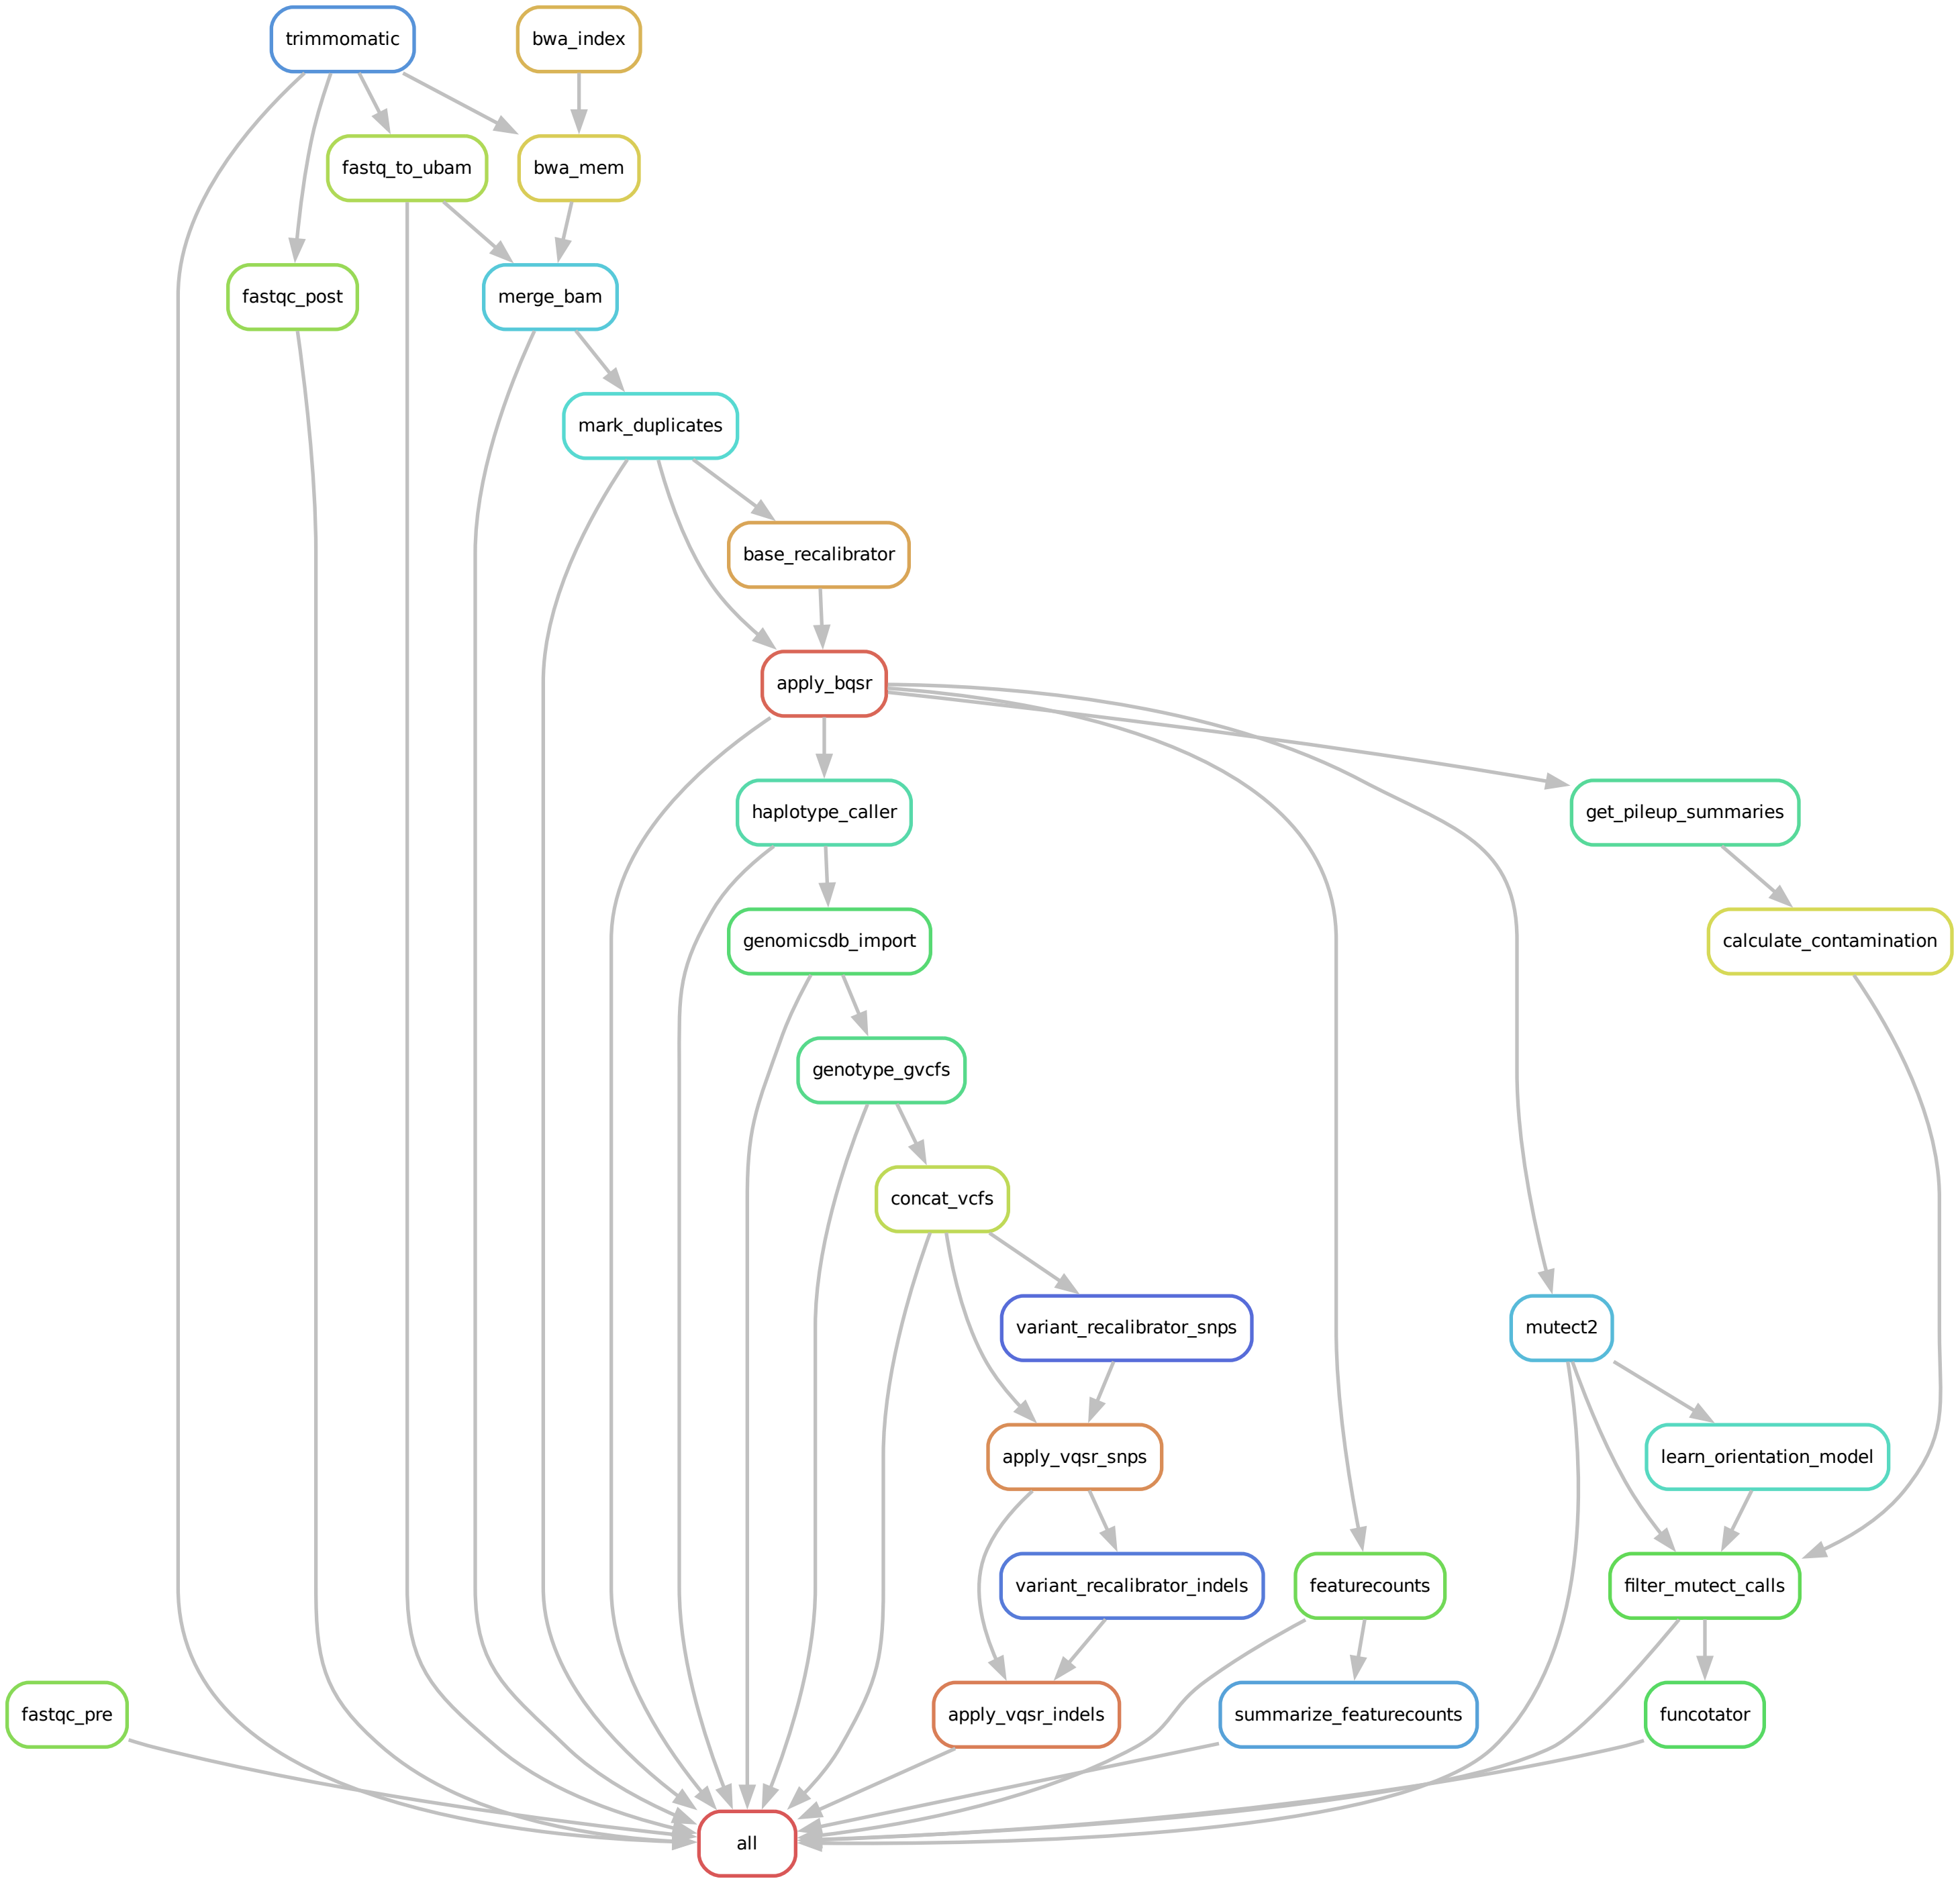 trimmomatic
bwa_index
fastq_to_ubam
bwa_mem
fastqc_post
merge_bam
mark_duplicates
base_recalibrator
apply_bqsr
haplotype_caller
get_pileup_summaries
genomicsdb_import
calculate_contamination
genotype_gvcfs
concat_vcfs
variant_recalibrator_snps
mutect2
apply_vqsr_snps
learn_orientation_model
variant_recalibrator_indels
featurecounts
filter_mutect_calls
fastqc_pre
apply_vqsr_indels
summarize_featurecounts
funcotator
all